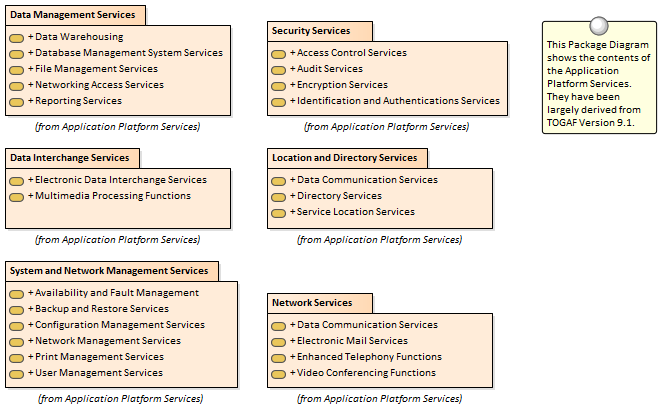 Data Management Services
+ Data Warehousing
+ Database Management System Services
+ File Management Services
+ Networking Access Services
+ Reporting Services
(from Application Platform Services)
Security Services
+ Access Control Services
+ Audit Services
+ Encryption Services
+ Identification and Authentications Services
(from Application Platform Services)
This Package Diagram
shows the contents of
the Application
Platform Services.
They have been
largely derived from
TOGAF Version 9.1.
Data Interchange Services
+ Electronic Data Interchange Services
+ Multimedia Processing Functions
(from Application Platform Services)
Location and Directory Services
+ Data Communication Services
+ Directory Services
+ Service Location Services
(from Application Platform Services)
System and Network Management Services
+ Availability and Fault Management
+ Backup and Restore Services
+ Configuration Management Services
+ Network Management Services
+ Print Management Services
+ User Management Services
(from Application Platform Services)
Network Services
+ Data Communication Services
+ Electronic Mail Services
+ Enhanced Telephony Functions
+ Video Conferencing Functions
(from Application Platform Services)